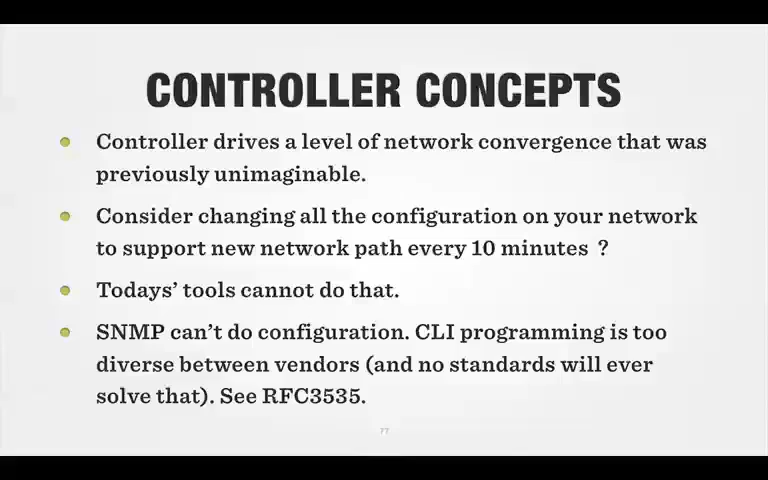 CONTROLLER CONCEPTS
Controller drives a level of network convergence that was
previously unimaginable.
Consider changing all the configuration on your network
to support new network path every 10 minutes ?
Todays’ tools cannot do that.
SNMP can’t do configuration. CLI programming is too
diverse between vendors (and no standards will ever
solve that). See RFC3535.
77